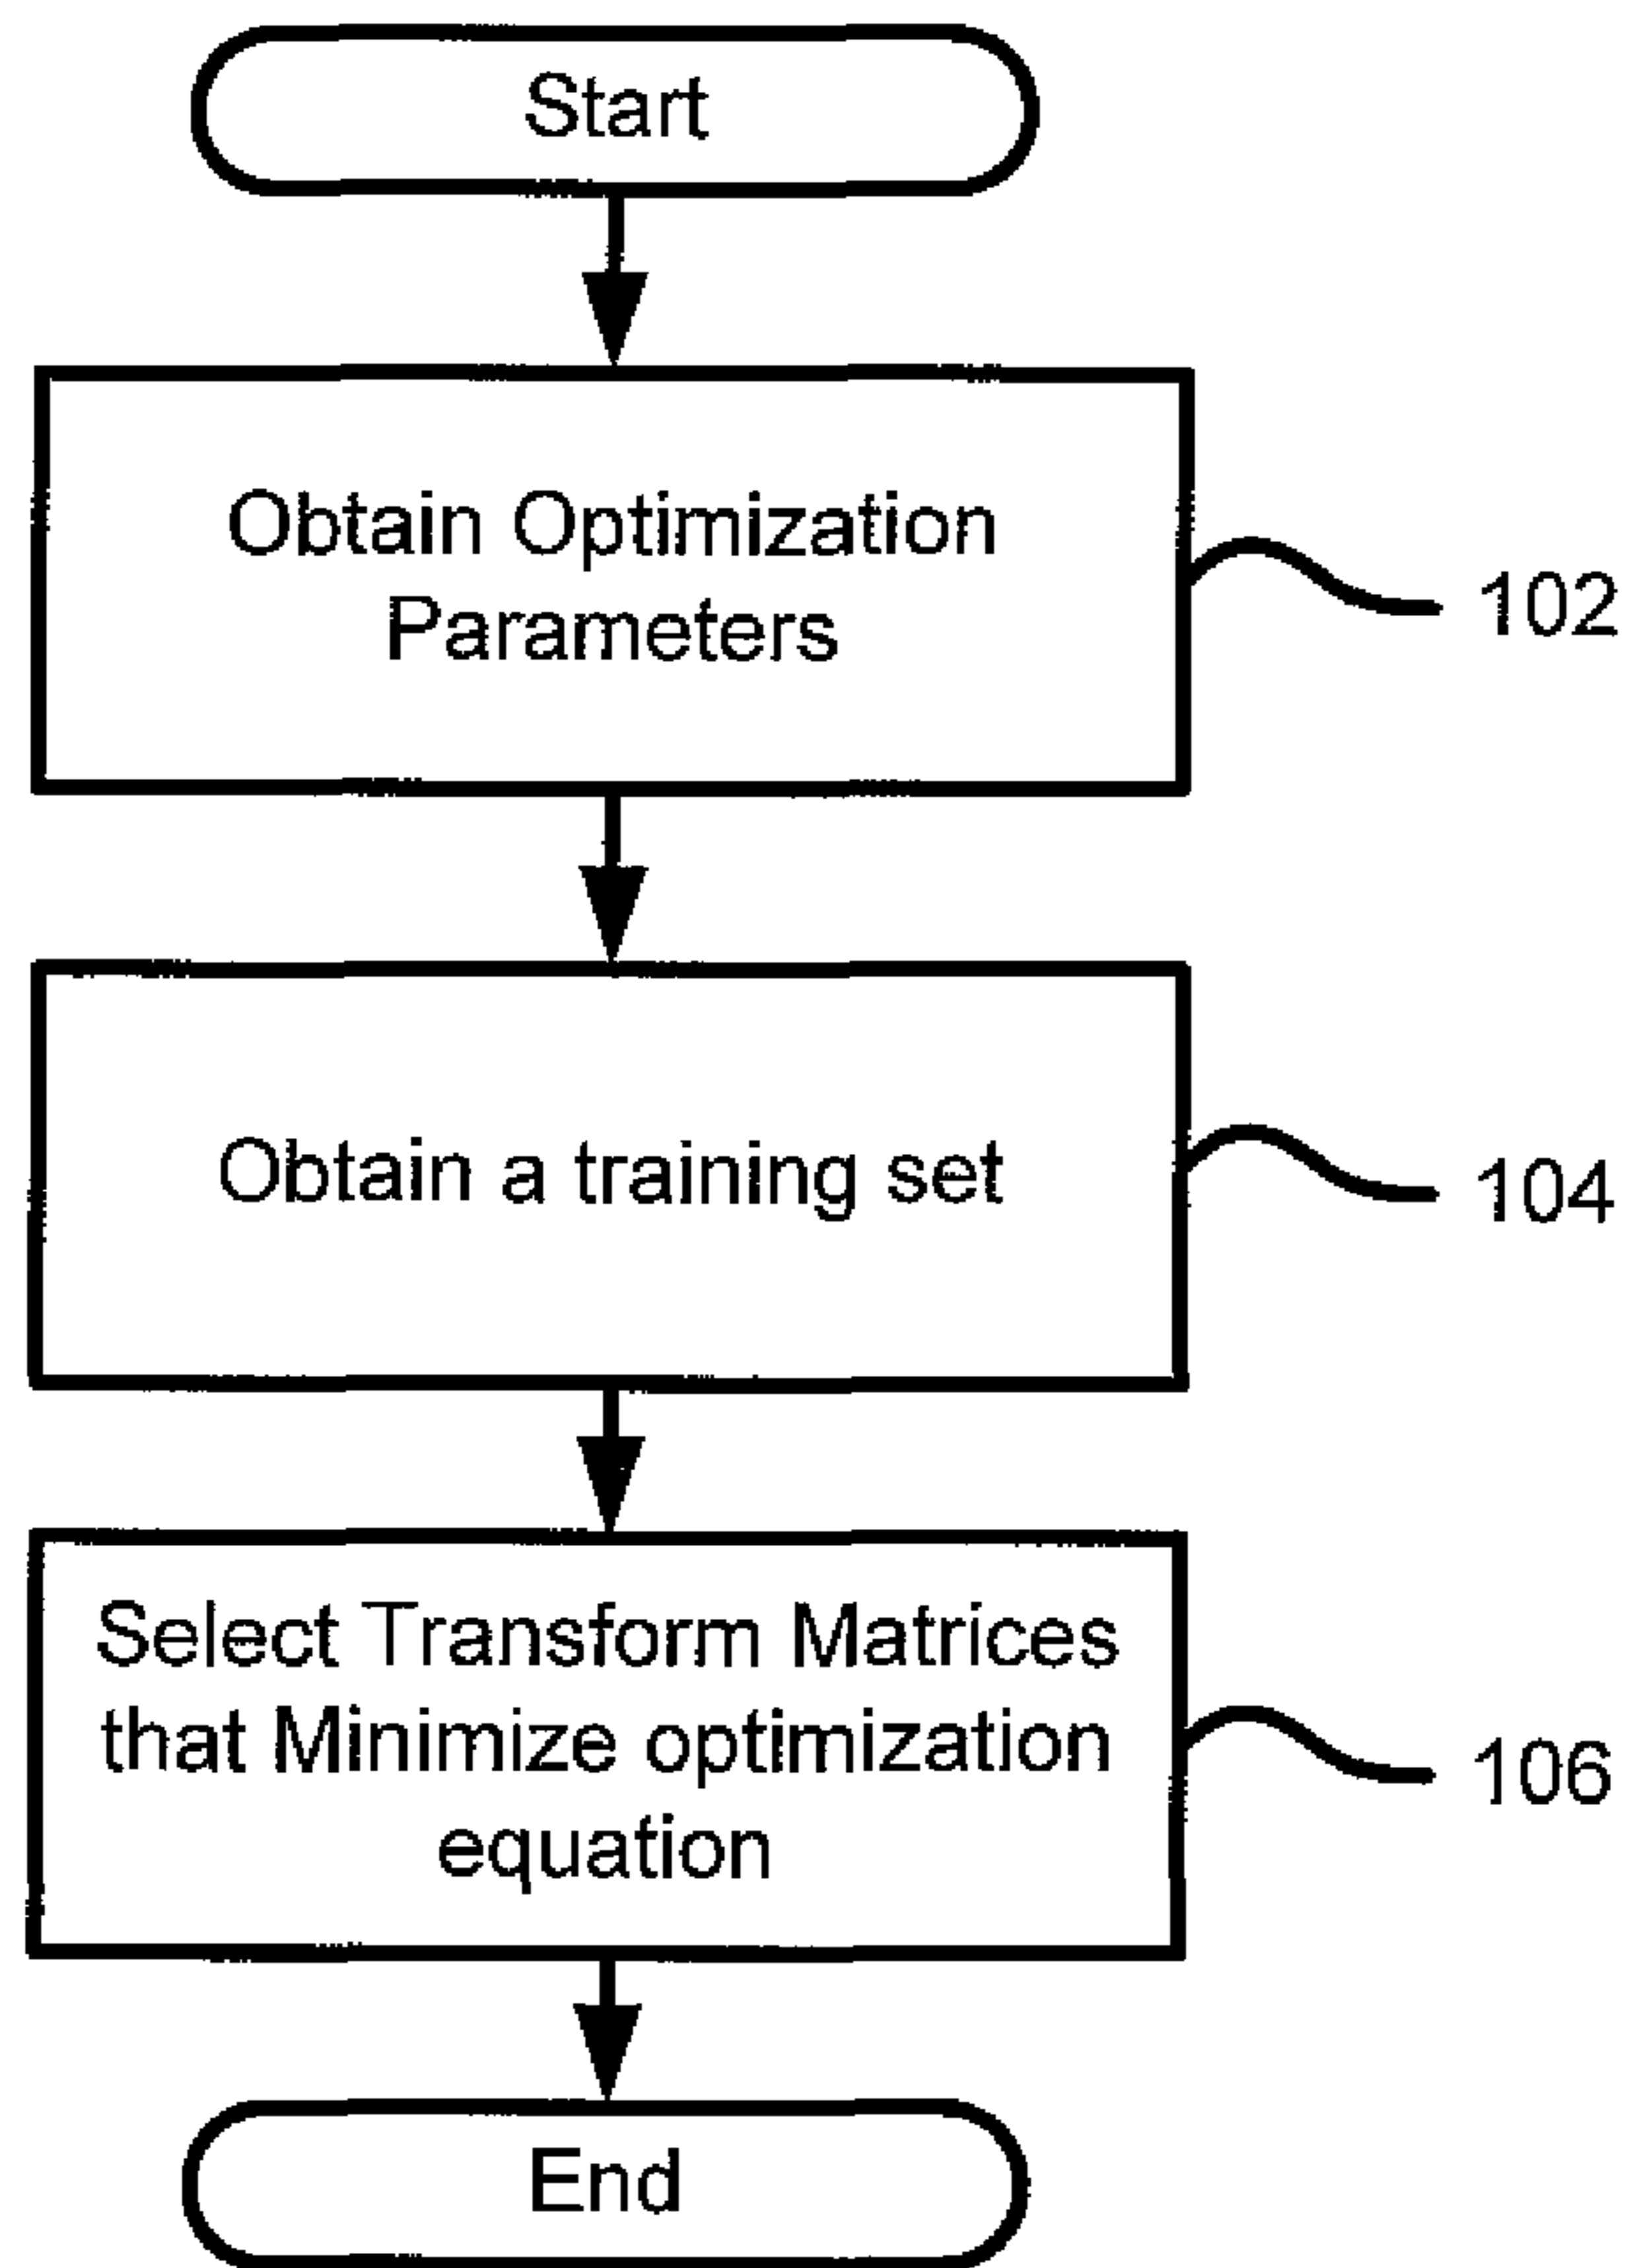 Start
Obtain Optimization
Parameters
102
Obtain a training set
104
Select Transform Matrices
that Minimize optimization
equation
106
End